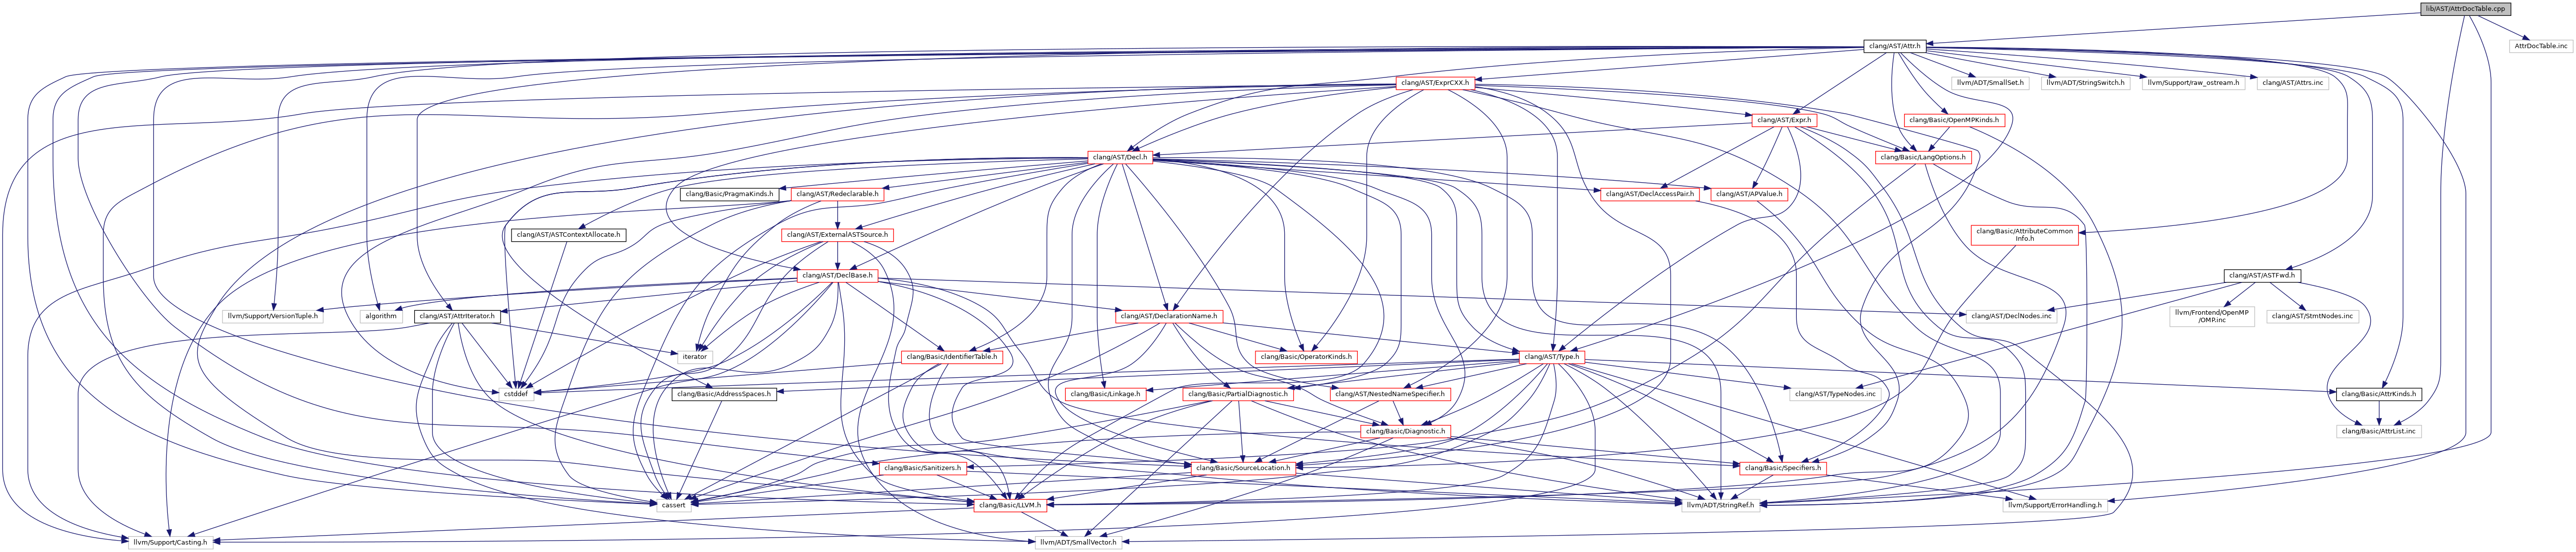 lib/AST/AttrDocTable.cpp
clang/AST/Attr.h
AttrDocTable.inc
clang/AST/ExprCXX.h
llvm/ADT/SmallSet.h
llvm/ADT/StringSwitch.h
llvm/Support/raw_ostream.h
clang/AST/Attrs.inc
clang/AST/Expr.h
clang/Basic/OpenMPKinds.h
clang/AST/Decl.h
clang/Basic/LangOptions.h
clang/Basic/PragmaKinds.h
clang/AST/Redeclarable.h
clang/AST/DeclAccessPair.h
clang/AST/APValue.h
clang/AST/ASTContextAllocate.h
clang/AST/ExternalASTSource.h
clang/Basic/AttributeCommon
Info.h
clang/AST/DeclBase.h
clang/AST/ASTFwd.h
llvm/Support/VersionTuple.h
algorithm
clang/AST/AttrIterator.h
clang/AST/DeclarationName.h
clang/AST/DeclNodes.inc
llvm/Frontend/OpenMP
/OMP.inc
clang/AST/StmtNodes.inc
iterator
clang/Basic/IdentifierTable.h
clang/Basic/OperatorKinds.h
clang/AST/Type.h
cstddef
clang/Basic/AddressSpaces.h
clang/Basic/Linkage.h
clang/Basic/PartialDiagnostic.h
clang/AST/NestedNameSpecifier.h
clang/AST/TypeNodes.inc
clang/Basic/AttrKinds.h
clang/Basic/Diagnostic.h
clang/Basic/AttrList.inc
clang/Basic/Sanitizers.h
clang/Basic/SourceLocation.h
clang/Basic/Specifiers.h
cassert
clang/Basic/LLVM.h
llvm/ADT/StringRef.h
llvm/Support/ErrorHandling.h
llvm/Support/Casting.h
llvm/ADT/SmallVector.h